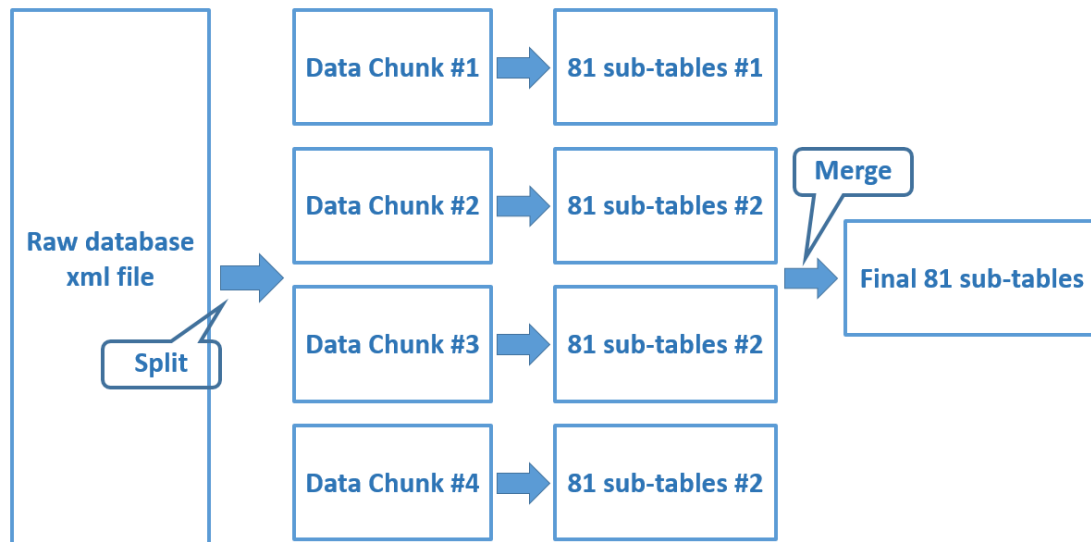 Raw database
xml file
Split
Data Chunk #1
81 sub-tables #1
Data Chunk #2
81 sub-tables #2
Data Chunk #3
81 sub-tables #2
Data Chunk #4
81 sub-tables #2
Merge
Final 81 sub-tables